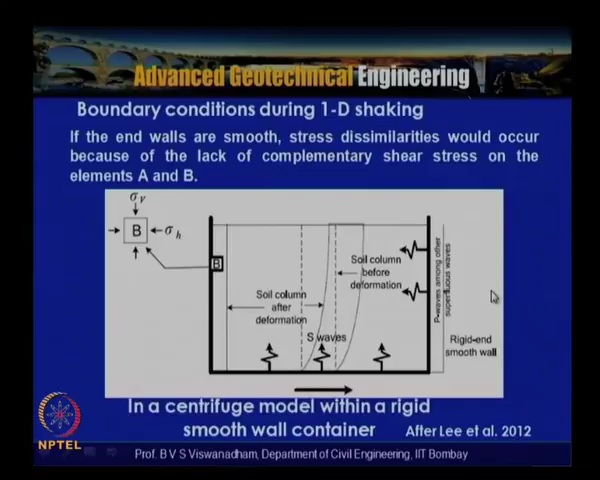 Advanced Geotechnical Engineering
Boundary conditions during 1-D shaking
If the end walls are smooth, stress dissimilarities would occur
because of the lack of complementary shear stress on the
elements A and B.
σV
B
σh
B
Soil column
after
deformation
S waves
Soil column
before
deformation
P-waves among other
superfluous waves
Rigid-end
smooth wall
In a centrifuge model within a rigid
smooth wall container
After Lee et al. 2012
NPTEL
Prof. B V S Viswanadham, Department of Civil Engineering, IIT Bombay